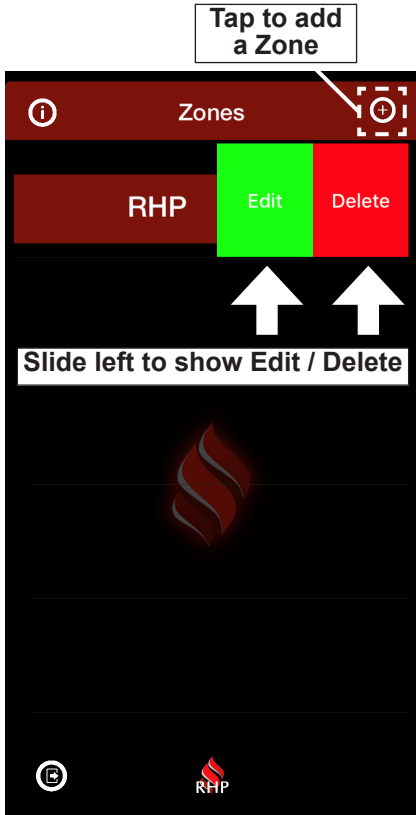 Tap to add
a Zone
Zones
RHP
Edit
Delete
Slide left to show Edit / Delete
RHP